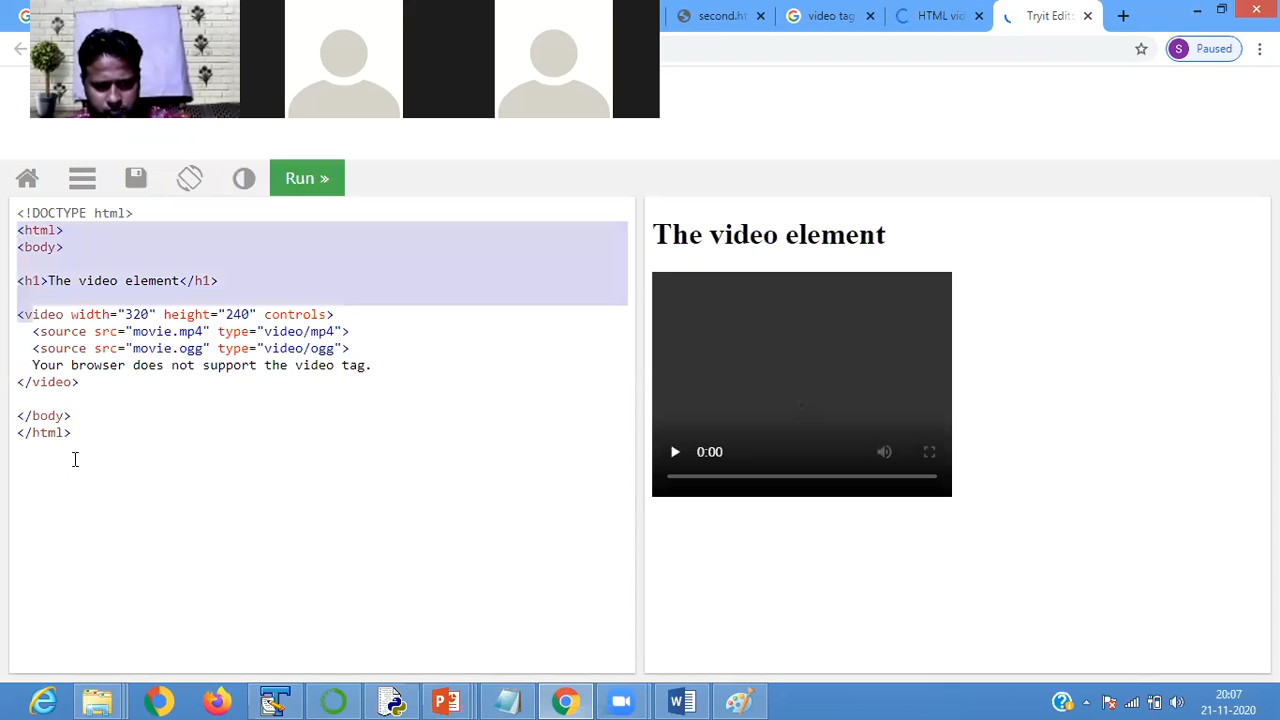 second.ht
video tag
HTML vid
Tryit Edit
S Paused
Run »
<!DOCTYPE html>
<html>
<body>
<h1>The video element</h1>
<video width="320" height="240" controls>
<source src="movie.mp4" type="video/mp4">
<source src="movie.ogg" type="video/ogg">
Your browser does not support the video tag.
</video>
</body>
</html>
The video element
0:00
20:07
21-11-2020